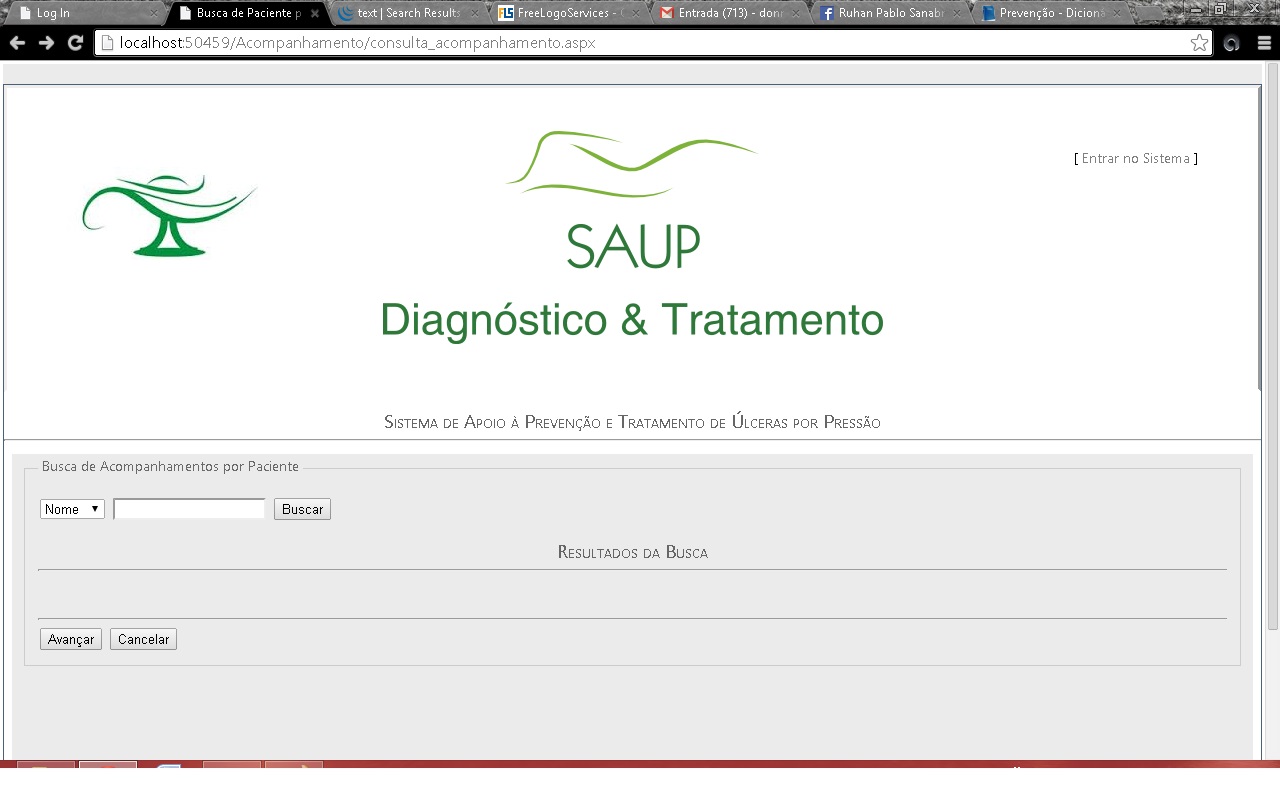 Log In
Busca de Paciente p
text | Search Results
FreeLogoServices -
Entrada (713) - don
Ruhan Pablo Sanab
Prevenção - Dicion
localhost:50459/Acompanhamento/consulta_acompanhamento.aspx
[ Entrar no Sistema ]
SAUP
Diagnóstico & Tratamento
Sistema de Apoio à Prevenção e Tratamento de Úlceras por Pressão
Busca de Acompanhamentos por Paciente
Nome
Buscar
Resultados da Busca
Avançar
Cancelar